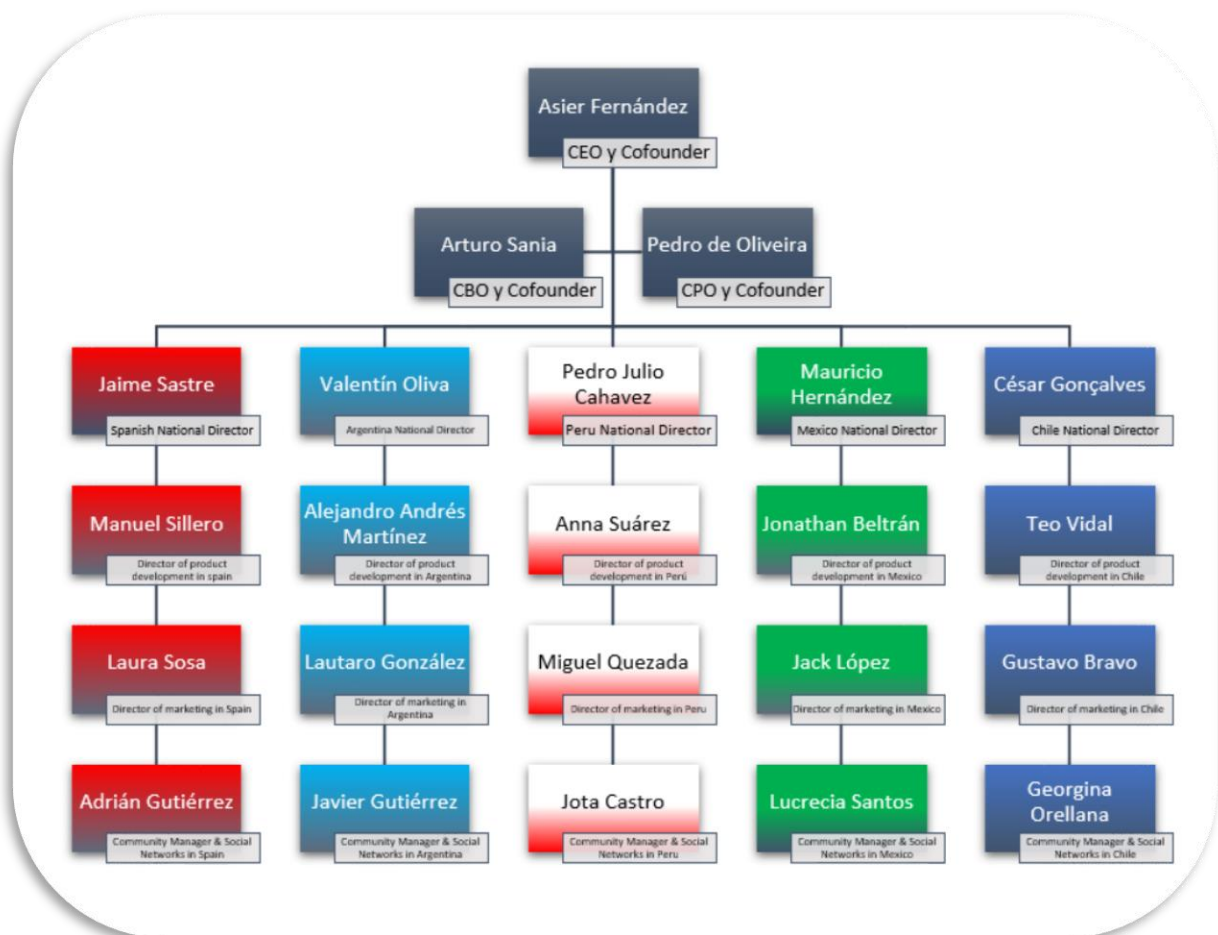 Asier Fernández
CEO y Cofounder
Arturo Sania
CBO y Cofounder
Pedro de Oliveira
CPO y Cofounder
Jaime Sastre
Spanish National Director
Valentín Oliva
Argentina National Director
Pedro Julio
Cahavez
Peru National Director
Mauricio
Hernández
Mexico National Director
César Gonçalves
Chile National Director
Manuel Sillero
Director of product
development in spain
Alejandro Andrés
Martínez
Director of product
development in Argentina
Anna Suárez
Director of product
development in Perú
Jonathan Beltrán
Director of product
development in Mexico
Teo Vidal
Director of product
development in Chile
Laura Sosa
Director of marketing in Spain
Lautaro González
Director of marketing in
Argentina
Miguel Quezada
Director of marketing in Peru
Jack López
Director of marketing in Mexico
Gustavo Bravo
Director of marketing in Chile
Adrián Gutiérrez
Community Manager & Social
Networks in Spain
Javier Gutiérrez
Community Manager & Social
Networks in Argentina
Jota Castro
Community Manager & Social
Networks in Peru
Lucrecia Santos
Community Manager & Social
Networks in Mexico
Georgina
Orellana
Community Manager & Social
Networks in Chile